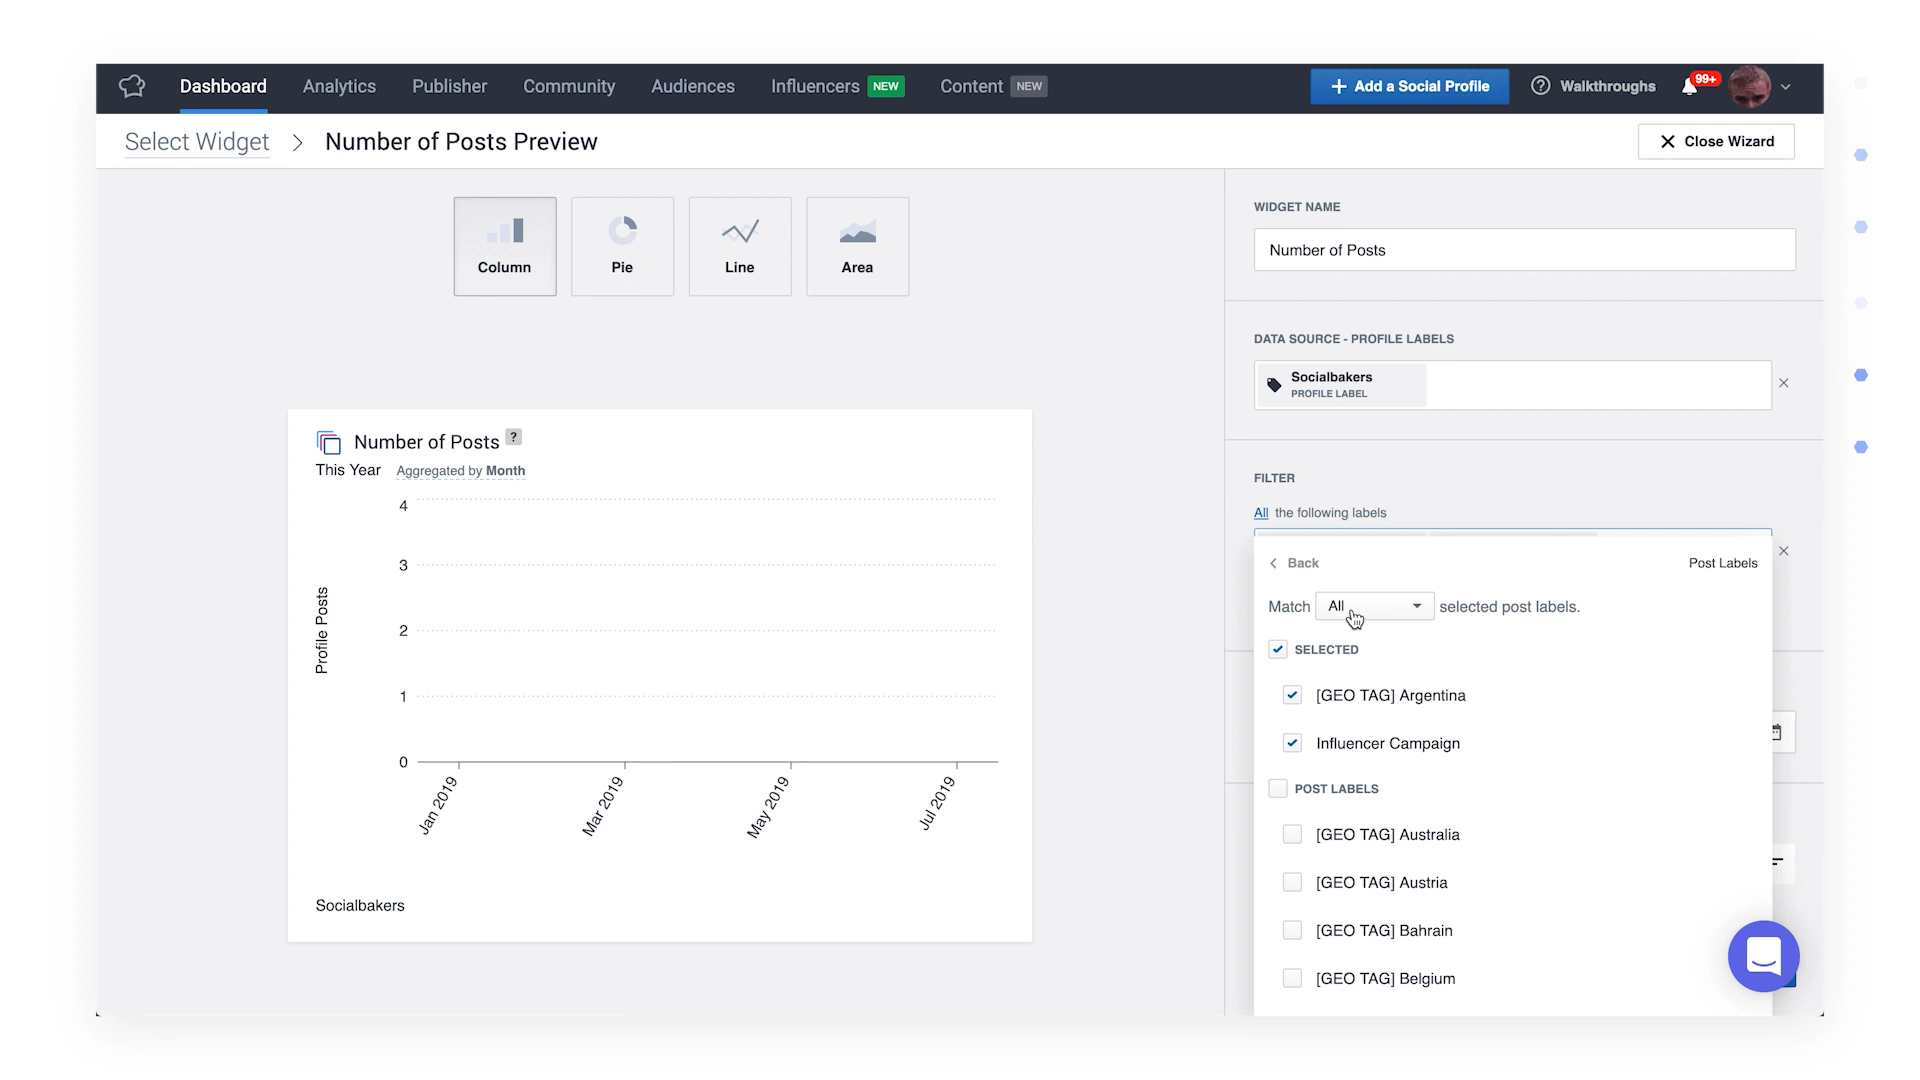 Dashboard
Analytics
Publisher
Community
Audiences
Influencers NEW
Content NEW
Add a Social Profile
Walkthroughs
99+
Select Widget
Number of Posts Preview
Close Wizard
Column
Pie
Line
Area
Number of Posts ?
This Year Aggregated by Month
Profile Posts
4
3
2
1
0
Jan 2019
Mar 2019
May 2019
Jul 2019
Socialbakers
WIDGET NAME
Number of Posts
DATA SOURCE - PROFILE LABELS
Socialbakers
PROFILE LABEL
FILTER
All the following labels
Back
Post Labels
Match All selected post labels.
SELECTED
[GEO TAG] Argentina
Influencer Campaign
POST LABELS
[GEO TAG] Australia
[GEO TAG] Austria
[GEO TAG] Bahrain
[GEO TAG] Belgium